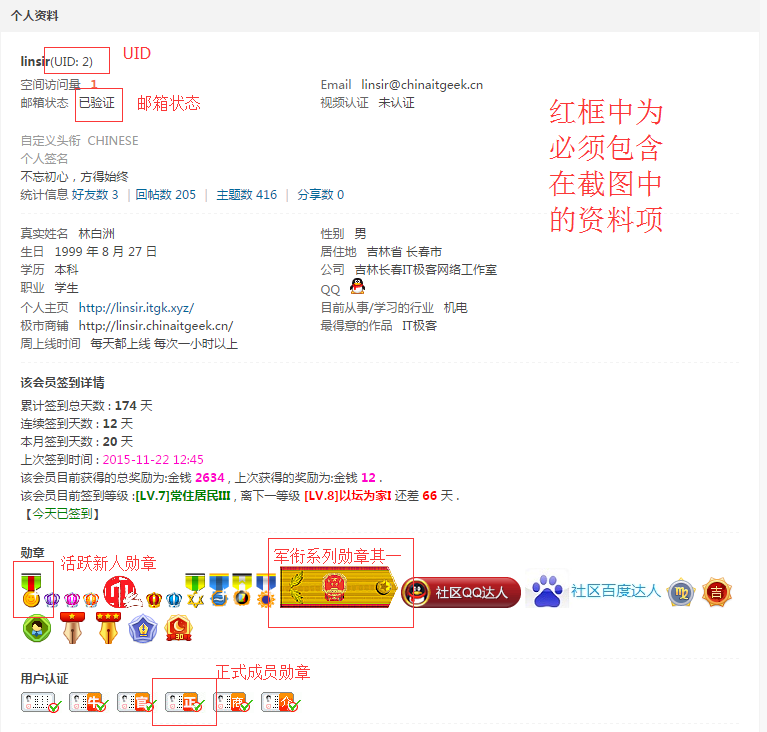 个人资料
linsir(UID: 2) UID
空间访问量 1 Email linsir@chinaitgeek.cn
邮箱状态 已验证 邮箱状态 视频认证 未认证
红框中为
必须包含
在截图中
的资料项
自定义头衔 CHINESE
个人签名
不忘初心，方得始终
统计信息 好友数 3 | 回帖数 205 | 主题数 416 | 分享数 0
真实姓名 林白洲 性别 男
生日 1999 年 8 月 27 日 居住地 吉林省 长春市
学历 本科 公司 吉林长春IT极客网络工作室
职业 学生 QQ
个人主页 http://linsir.itgk.xyz/ 目前从事/学习的行业 机电
极市商铺 http://linsir.chinaitgeek.cn/ 最得意的作品 IT极客
周上线时间 每天都上线 每次一小时以上
该会员签到详情
累计签到总天数 : 174 天
连续签到天数 : 12 天
本月签到天数 : 20 天
上次签到时间 : 2015-11-22 12:45
该会员目前获得的总奖励为:金钱 2634 , 上次获得的奖励为:金钱 12 .
该会员目前签到等级 :[LV.7]常住居民III , 离下一等级 [LV.8]以坛为家I 还差 66 天 .
【今天已签到】
勋章 活跃新人勋章 军衔系列勋章其一
社区QQ达人 社区百度达人 吉
30
用户认证 正式成员勋章
牛 官 正 商 介